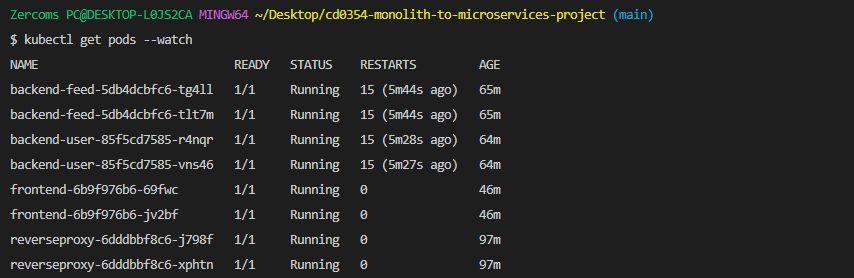 Zercoms PC@DESKTOP-L0JS2CA MINGW64 ~/Desktop/cd0354-monolith-to-microservices-project (main)
$ kubectl get pods --watch
NAME READY STATUS RESTARTS AGE
backend-feed-5db4dcbfc6-tg4ll 1/1 Running 15 (5m44s ago) 65m
backend-feed-5db4dcbfc6-tlt7m 1/1 Running 15 (5m44s ago) 65m
backend-user-85f5cd7585-r4nqr 1/1 Running 15 (5m28s ago) 64m
backend-user-85f5cd7585-vns46 1/1 Running 15 (5m27s ago) 64m
frontend-6b9f976b6-69fwc 1/1 Running 0 46m
frontend-6b9f976b6-jv2bf 1/1 Running 0 46m
reverseproxy-6dddbbf8c6-j798f 1/1 Running 0 97m
reverseproxy-6dddbbf8c6-xphtn 1/1 Running 0 97m